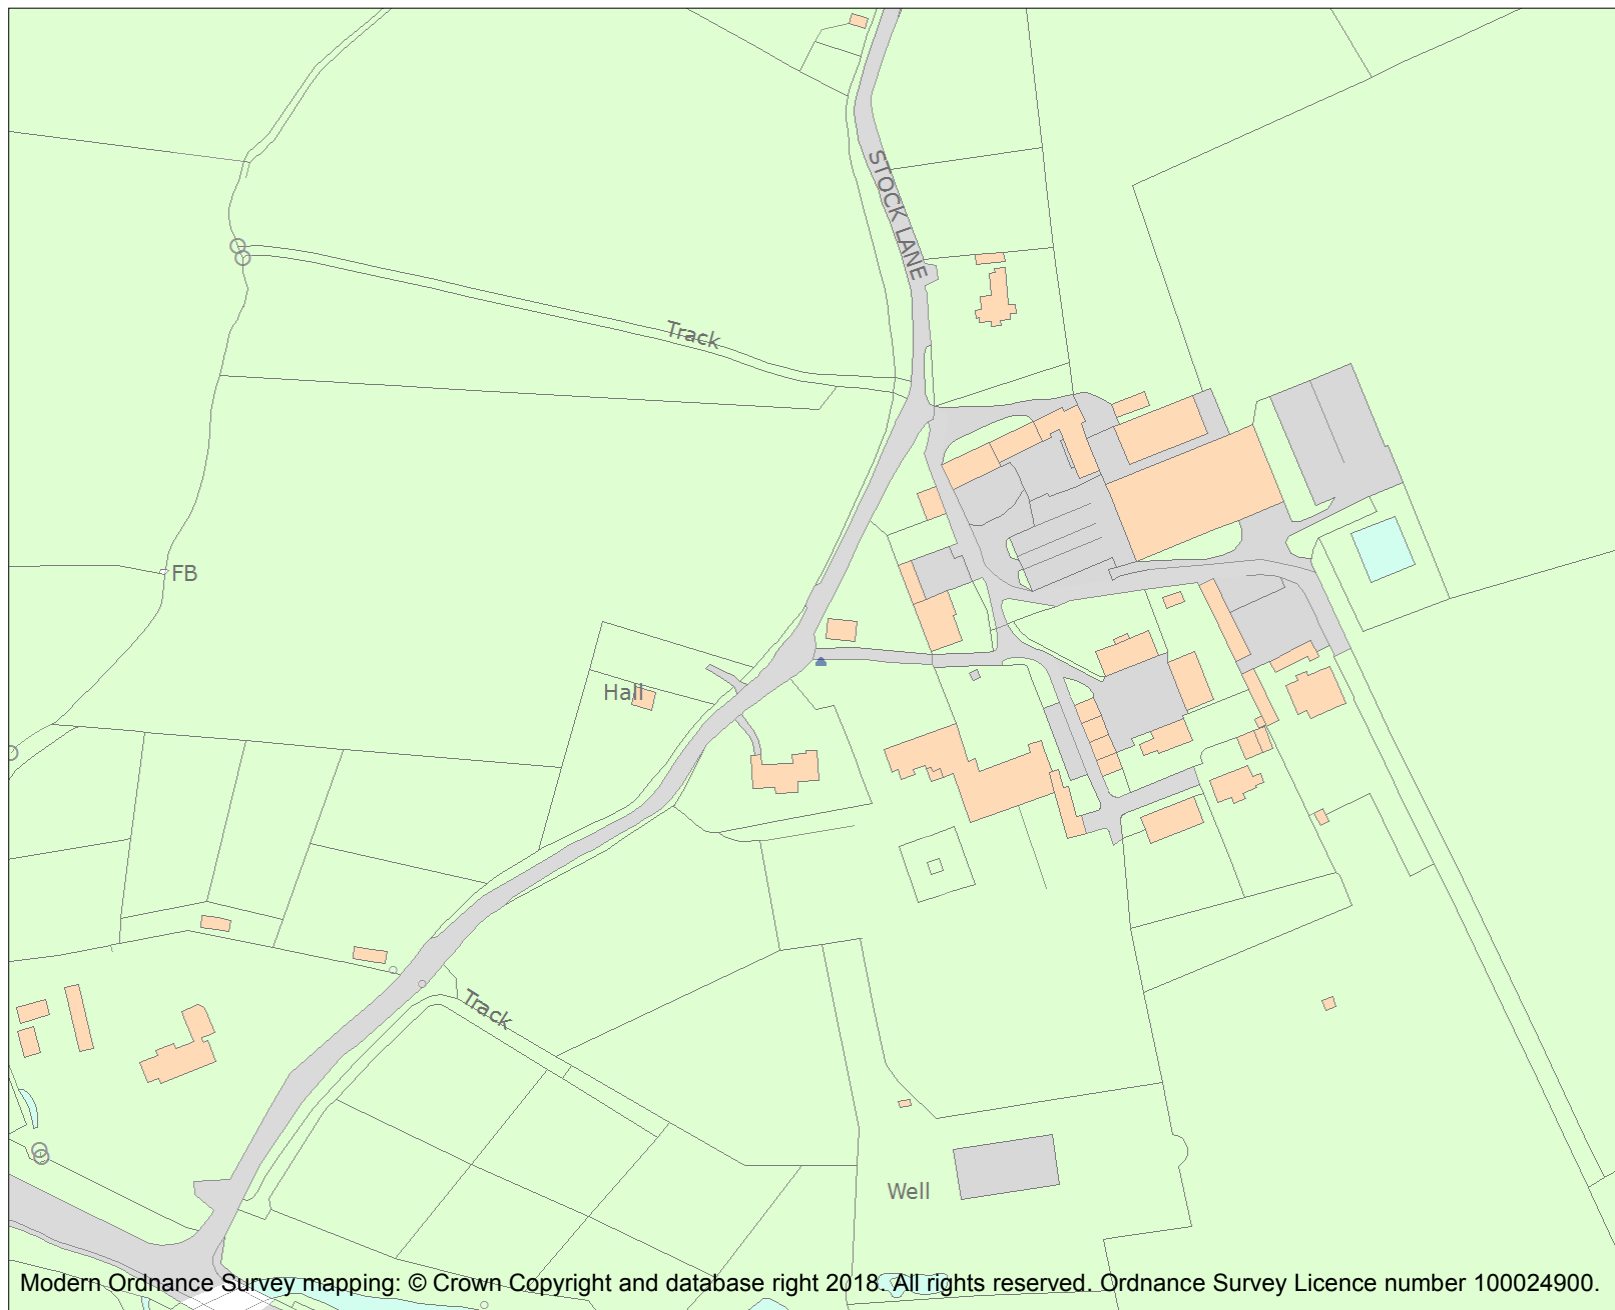 STOCK LANE
Track
FB
Hall
Track
Well
Modern Ordnance Survey mapping: © Crown Copyright and database right 2018. All rights reserved. Ordnance Survey Licence number 100024900.